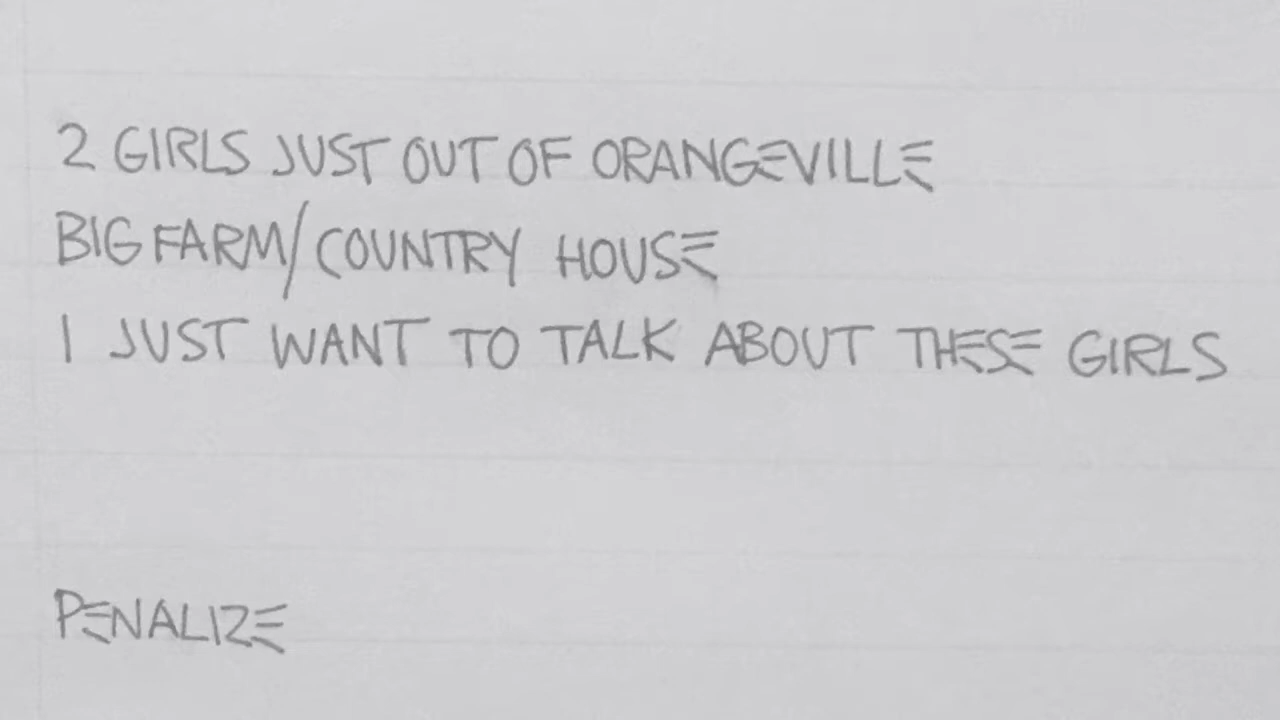 2 GIRLS JUST OUT OF ORANGEVILLE
BIG FARM/COUNTRY HOUSE
I JUST WANT TO TALK ABOUT THESE GIRLS
PENALIZE